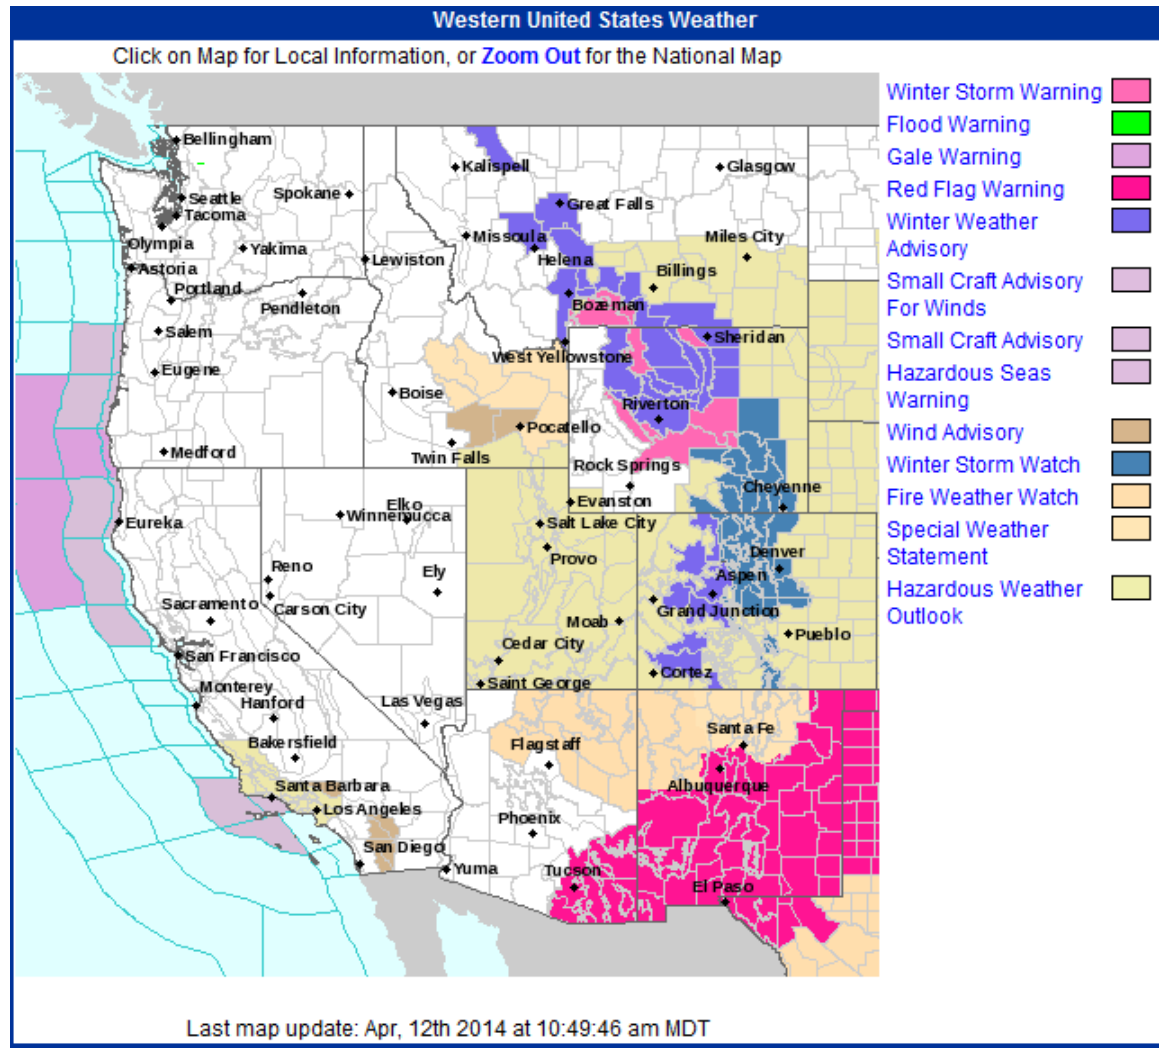 Western United States Weather
Click on Map for Local Information, or Zoom Out for the National Map
Winter Storm Warning
Flood Warning
Gale Warning
Red Flag Warning
Winter Weather
Advisory
Small Craft Advisory
For Winds
Small Craft Advisory
Hazardous Seas
Warning
Wind Advisory
Winter Storm Watch
Fire Weather Watch
Special Weather
Statement
Hazardous Weather
Outlook
Bellingham
Kalispell
Glasgow
Spokane
Seattle
Great Falls
Tacoma
Olympia
Yakima
Missoula
Miles City
Helena
Lewiston
Astoria
Billings
Portland
Pendleton
Bozeman
Salem
Sheridan
West Yellowstone
Eugene
Boise
Riverton
Pocatello
Medford
Twin Falls
Rock Springs
Cheyenne
Evanston
Elko
Winnemucca
Eureka
Salt Lake City
Provo
Denver
Reno
Ely
Aspen
Sacramento
Carson City
Grand Junction
Moab
Pueblo
Cedar City
San Francisco
Cortez
Saint George
Monterey
Hanford
Las Vegas
Santa Fe
Bakersfield
Flagstaff
Santa Barbara
Albuquerque
Los Angeles
Phoenix
San Diego
Yuma
Tucson
El Paso
Last map update: Apr, 12th 2014 at 10:49:46 am MDT